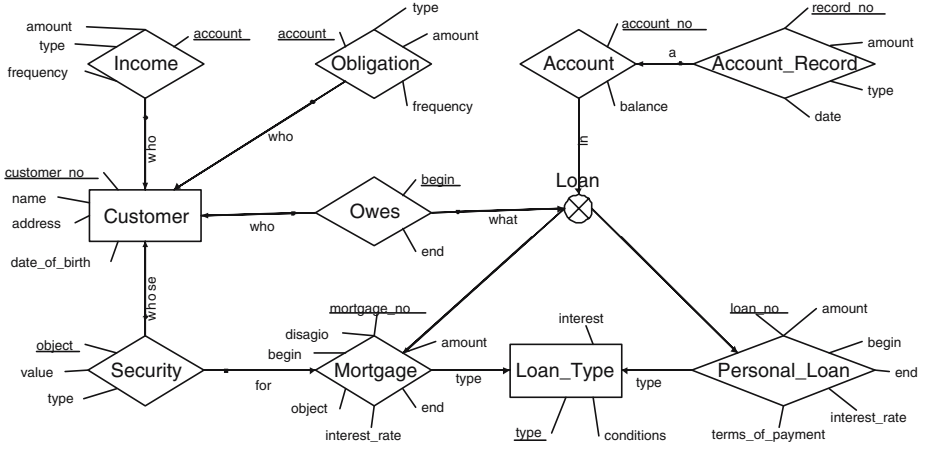 type
record_no
amount
account
account
account_no
type
amount
a
amount
Income
Obligation
Account
Account_Record
frequency
type
frequency
balance
date
who
who
in
customer_no
begin
Loan
name
Customer
Owes
address
who
what
end
date_of_birth
whose
mortgage_no
loan_no
amount
disagio
interest
object
begin
amount
begin
value
Security
Mortgage
Loan_Type
Personal_Loan
end
for
type
type
type
object
end
interest_rate
interest_rate
type
conditions
terms_of_payment